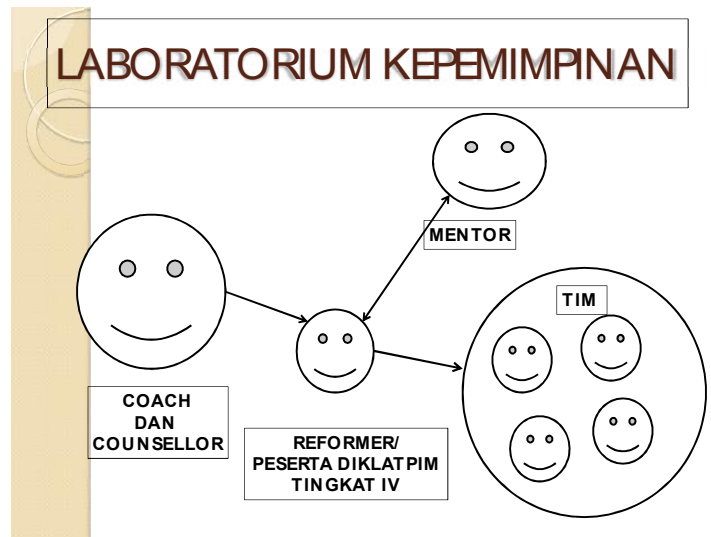 LABORATORIUM KEPEMIMPINAN
MENTOR
TIM
COACH
DAN
COUNSELLOR
REFORMER/
PESERTA DIKLATPIM
TINGKAT IV